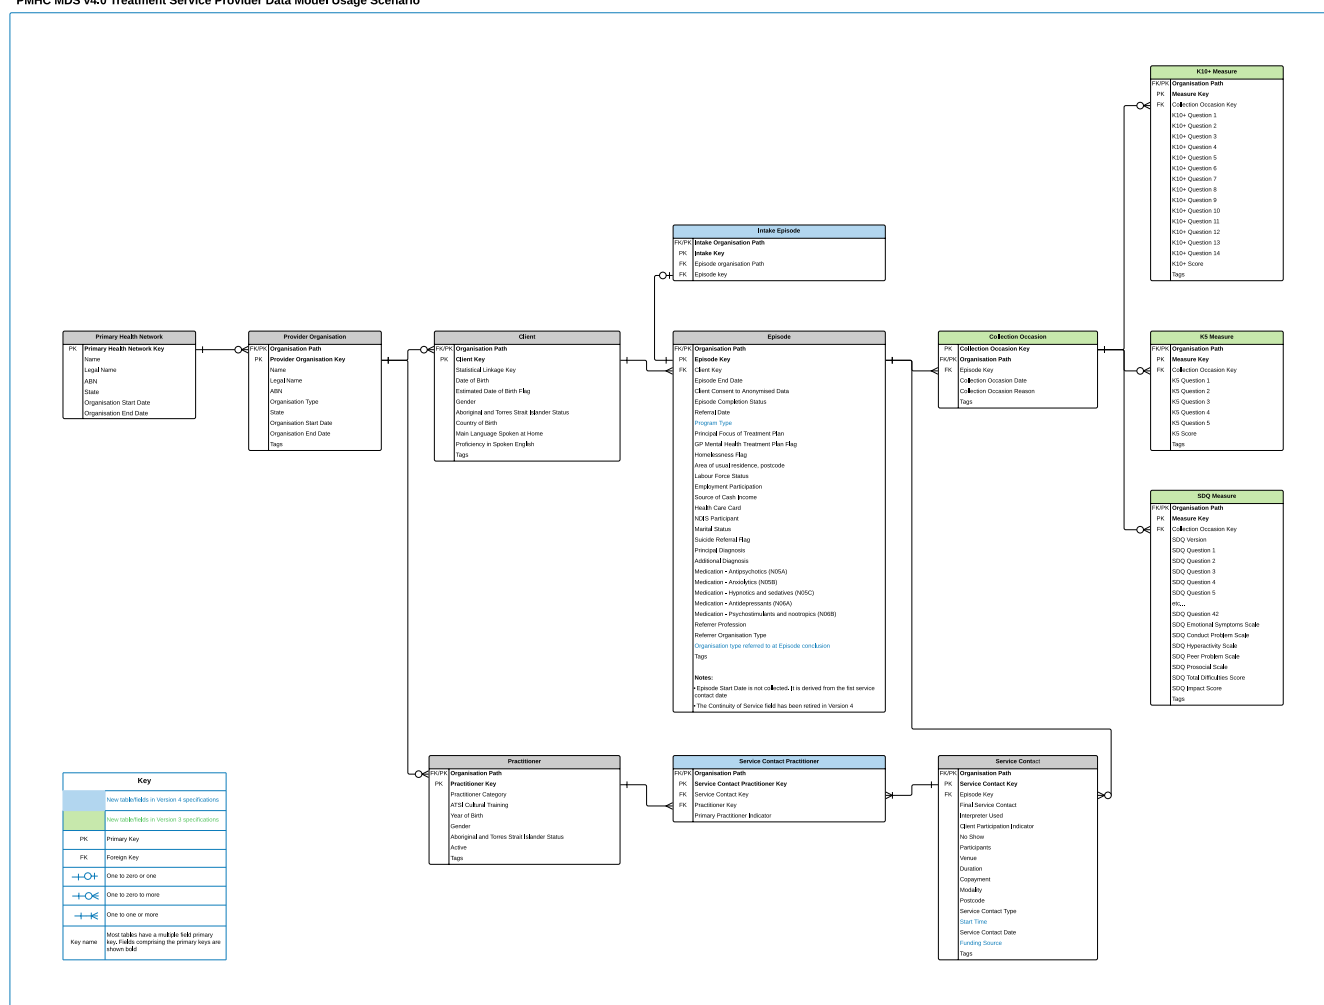 PMHC MDS V4.0 Treatment Service Provider Data Model Usage Scenario
K10+ Measure
FK/PK Organisation Path
PK Measure Key
FK Collection Occasion Key
K10+ Question 1
K10+ Question 2
K10+ Question 3
K10+ Question 4
K10+ Question 5
K10+ Question 6
K10+ Question 7
K10+ Question 8
K10+ Question 9
K10+ Question 10
K10+ Question 11
K10+ Question 12
K10+ Question 13
K10+ Question 14
K10+ Score
Tags
Intake Episode
FK/PK Intake Organisation Path
PK Intake Key
FK Episode organisation Path
FK Episode key
Primary Health Network
PK Primary Health Network Key
Name
Legal Name
ABN
State
Organisation Start Date
Organisation End Date
Provider Organisation
FK/PK Organisation Path
PK Provider Organisation Key
Name
Legal Name
ABN
Organisation Type
State
Organisation Start Date
Organisation End Date
Tags
Client
FK/PK Organisation Path
PK Client Key
Statistical Linkage Key
Date of Birth
Estimated Date of Birth Flag
Gender
Aboriginal and Torres Strait Islander Status
Country of Birth
Main Language Spoken at Home
Proficiency in Spoken English
Tags
Episode
FK/PK Organisation Path
PK Episode Key
FK Client Key
Episode End Date
Client Consent to Anonymised Data
Episode Completion Status
Referral Date
Program Type
Principal Focus of Treatment Plan
GP Mental Health Treatment Plan Flag
Homelessness Flag
Area of usual residence, postcode
Labour Force Status
Employment Participation
Source of Cash Income
Health Care Card
NDIS Participant
Marital Status
Suicide Referral Flag
Principal Diagnosis
Additional Diagnosis
Medication - Antipsychotics (N05A)
Medication - Anxiolytics (N05B)
Medication - Hypnotics and sedatives (N05C)
Medication - Antidepressants (N06A)
Medication - Psychostimulants and nootropics (N06B)
Referrer Profession
Referrer Organisation Type
Organisation type referred to at Episode conclusion
Tags
Notes:
• Episode Start Date is not collected. It is derived from the fist service
contact date
• The Continuity of Service field has been retired in Version 4
Collection Occasion
PK Collection Occasion Key
FK/PK Organisation Path
FK Episode Key
Collection Occasion Date
Collection Occasion Reason
Tags
K5 Measure
FK/PK Organisation Path
PK Measure Key
FK Collection Occasion Key
K5 Question 1
K5 Question 2
K5 Question 3
K5 Question 4
K5 Question 5
K5 Score
Tags
SDQ Measure
FK/PK Organisation Path
PK Measure Key
FK Collection Occasion Key
SDQ Version
SDQ Question 1
SDQ Question 2
SDQ Question 3
SDQ Question 4
SDQ Question 5
etc...
SDQ Question 42
SDQ Emotional Symptoms Scale
SDQ Conduct Problem Scale
SDQ Hyperactivity Scale
SDQ Peer Problem Scale
SDQ Prosocial Scale
SDQ Total Difficulties Score
SDQ Impact Score
Tags
Practitioner
FK/PK Organisation Path
PK Practitioner Key
Practitioner Category
ATSI Cultural Training
Year of Birth
Gender
Aboriginal and Torres Strait Islander Status
Active
Tags
Service Contact Practitioner
FK/PK Organisation Path
PK Service Contact Practitioner Key
FK Service Contact Key
FK Practitioner Key
Primary Practitioner Indicator
Service Contact
FK/PK Organisation Path
PK Service Contact Key
FK Episode Key
Final Service Contact
Interpreter Used
Client Participation Indicator
No Show
Participants
Venue
Duration
Copayment
Modality
Postcode
Service Contact Type
Start Time
Service Contact Date
Funding Source
Tags
Key
New table/fields in Version 4 specifications
New table/fields in Version 3 specifications
PK Primary Key
FK Foreign Key
One to zero or one
One to zero to more
One to one or more
Key name Most tables have a multiple field primary
key. Fields comprising the primary keys are
shown bold